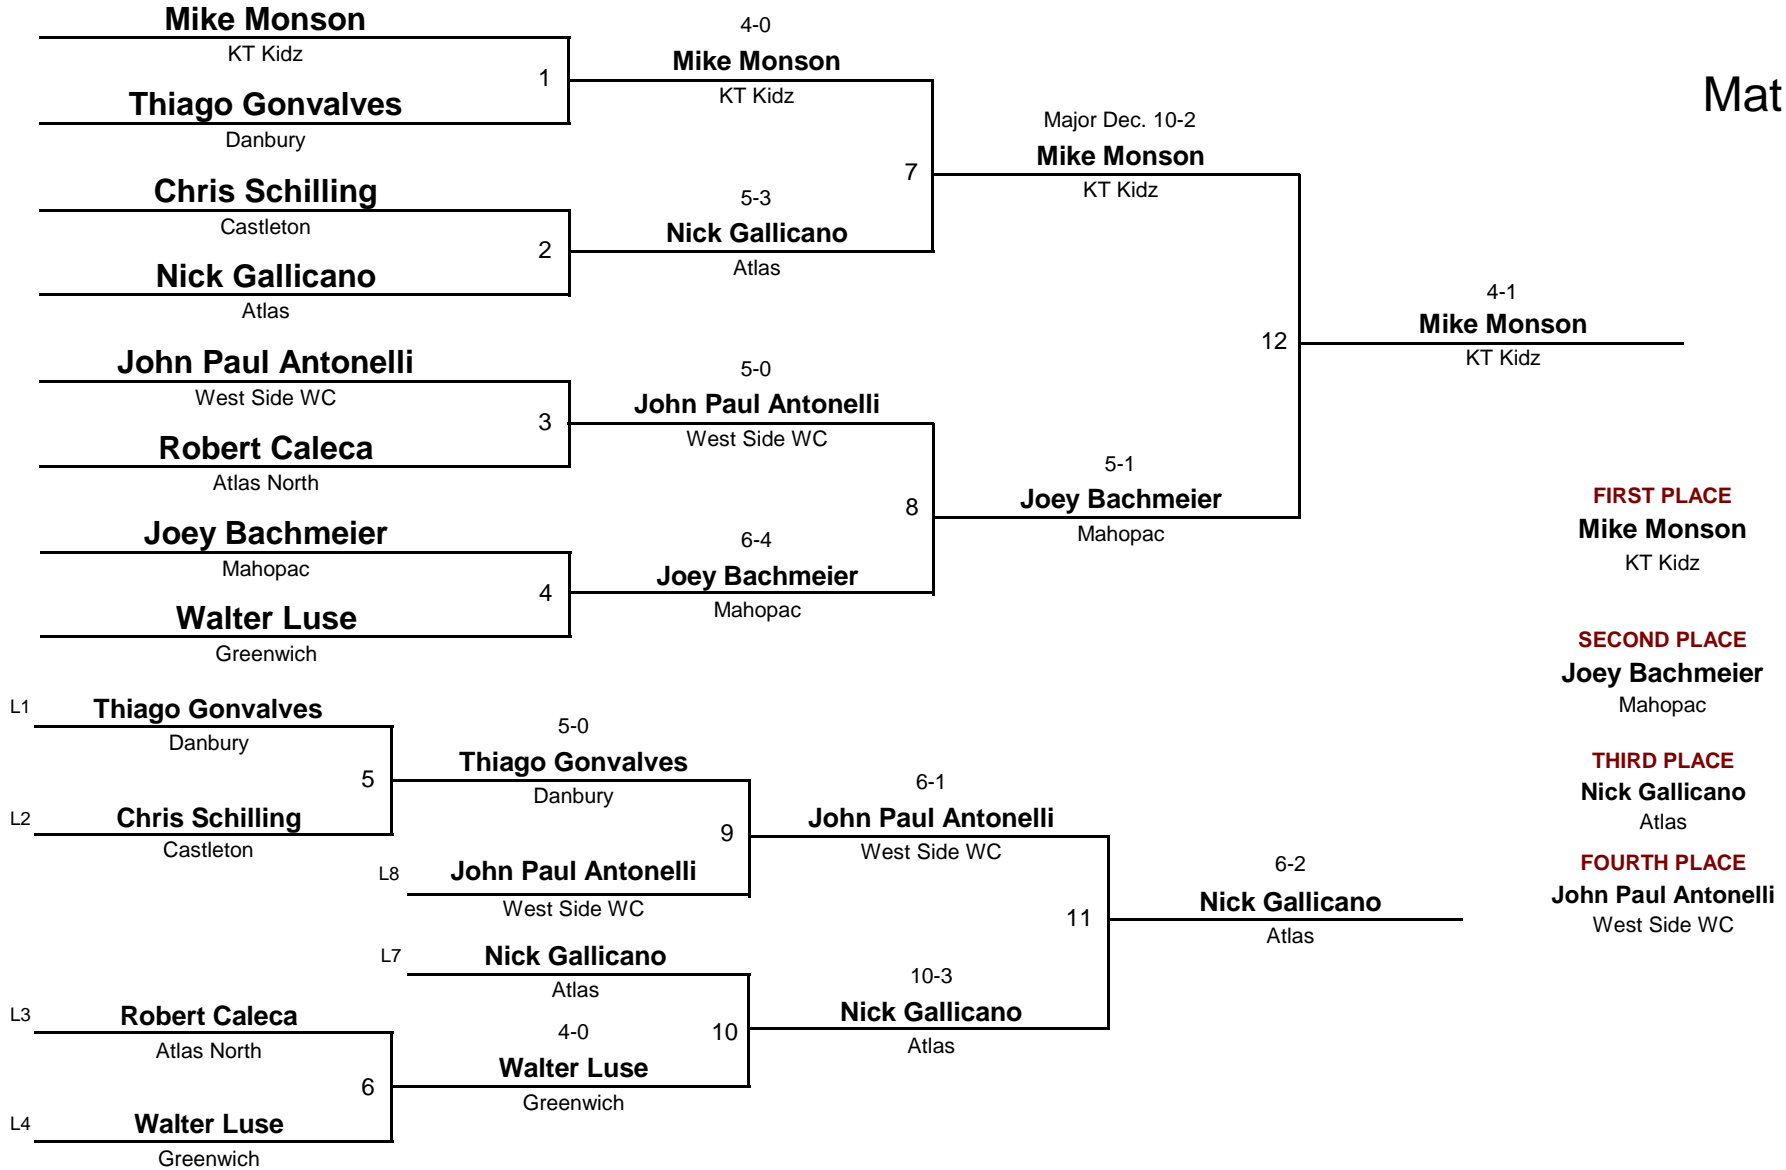 Mike Monson
KT Kidz
1
Thiago Gonvalves
Danbury
Chris Schilling
Castleton
2
Nick Gallicano
Atlas
John Paul Antonelli
West Side WC
3
Robert Caleca
Atlas North
Joey Bachmeier
Mahopac
4
Walter Luse
Greenwich
4-0
Mike Monson
KT Kidz
7
5-3
Nick Gallicano
Atlas
5-0
John Paul Antonelli
West Side WC
8
6-4
Joey Bachmeier
Mahopac
Major Dec. 10-2
Mike Monson
KT Kidz
12
5-1
Joey Bachmeier
Mahopac
4-1
Mike Monson
KT Kidz
Mat
L1
Thiago Gonvalves
Danbury
5
L2
Chris Schilling
Castleton
L3
Robert Caleca
Atlas North
6
L4
Walter Luse
Greenwich
5-0
Thiago Gonvalves
Danbury
9
L8
John Paul Antonelli
West Side WC
L7
Nick Gallicano
Atlas
10
4-0
Walter Luse
Greenwich
6-1
John Paul Antonelli
West Side WC
11
10-3
Nick Gallicano
Atlas
6-2
Nick Gallicano
Atlas
FIRST PLACE
Mike Monson
KT Kidz
SECOND PLACE
Joey Bachmeier
Mahopac
THIRD PLACE
Nick Gallicano
Atlas
FOURTH PLACE
John Paul Antonelli
West Side WC